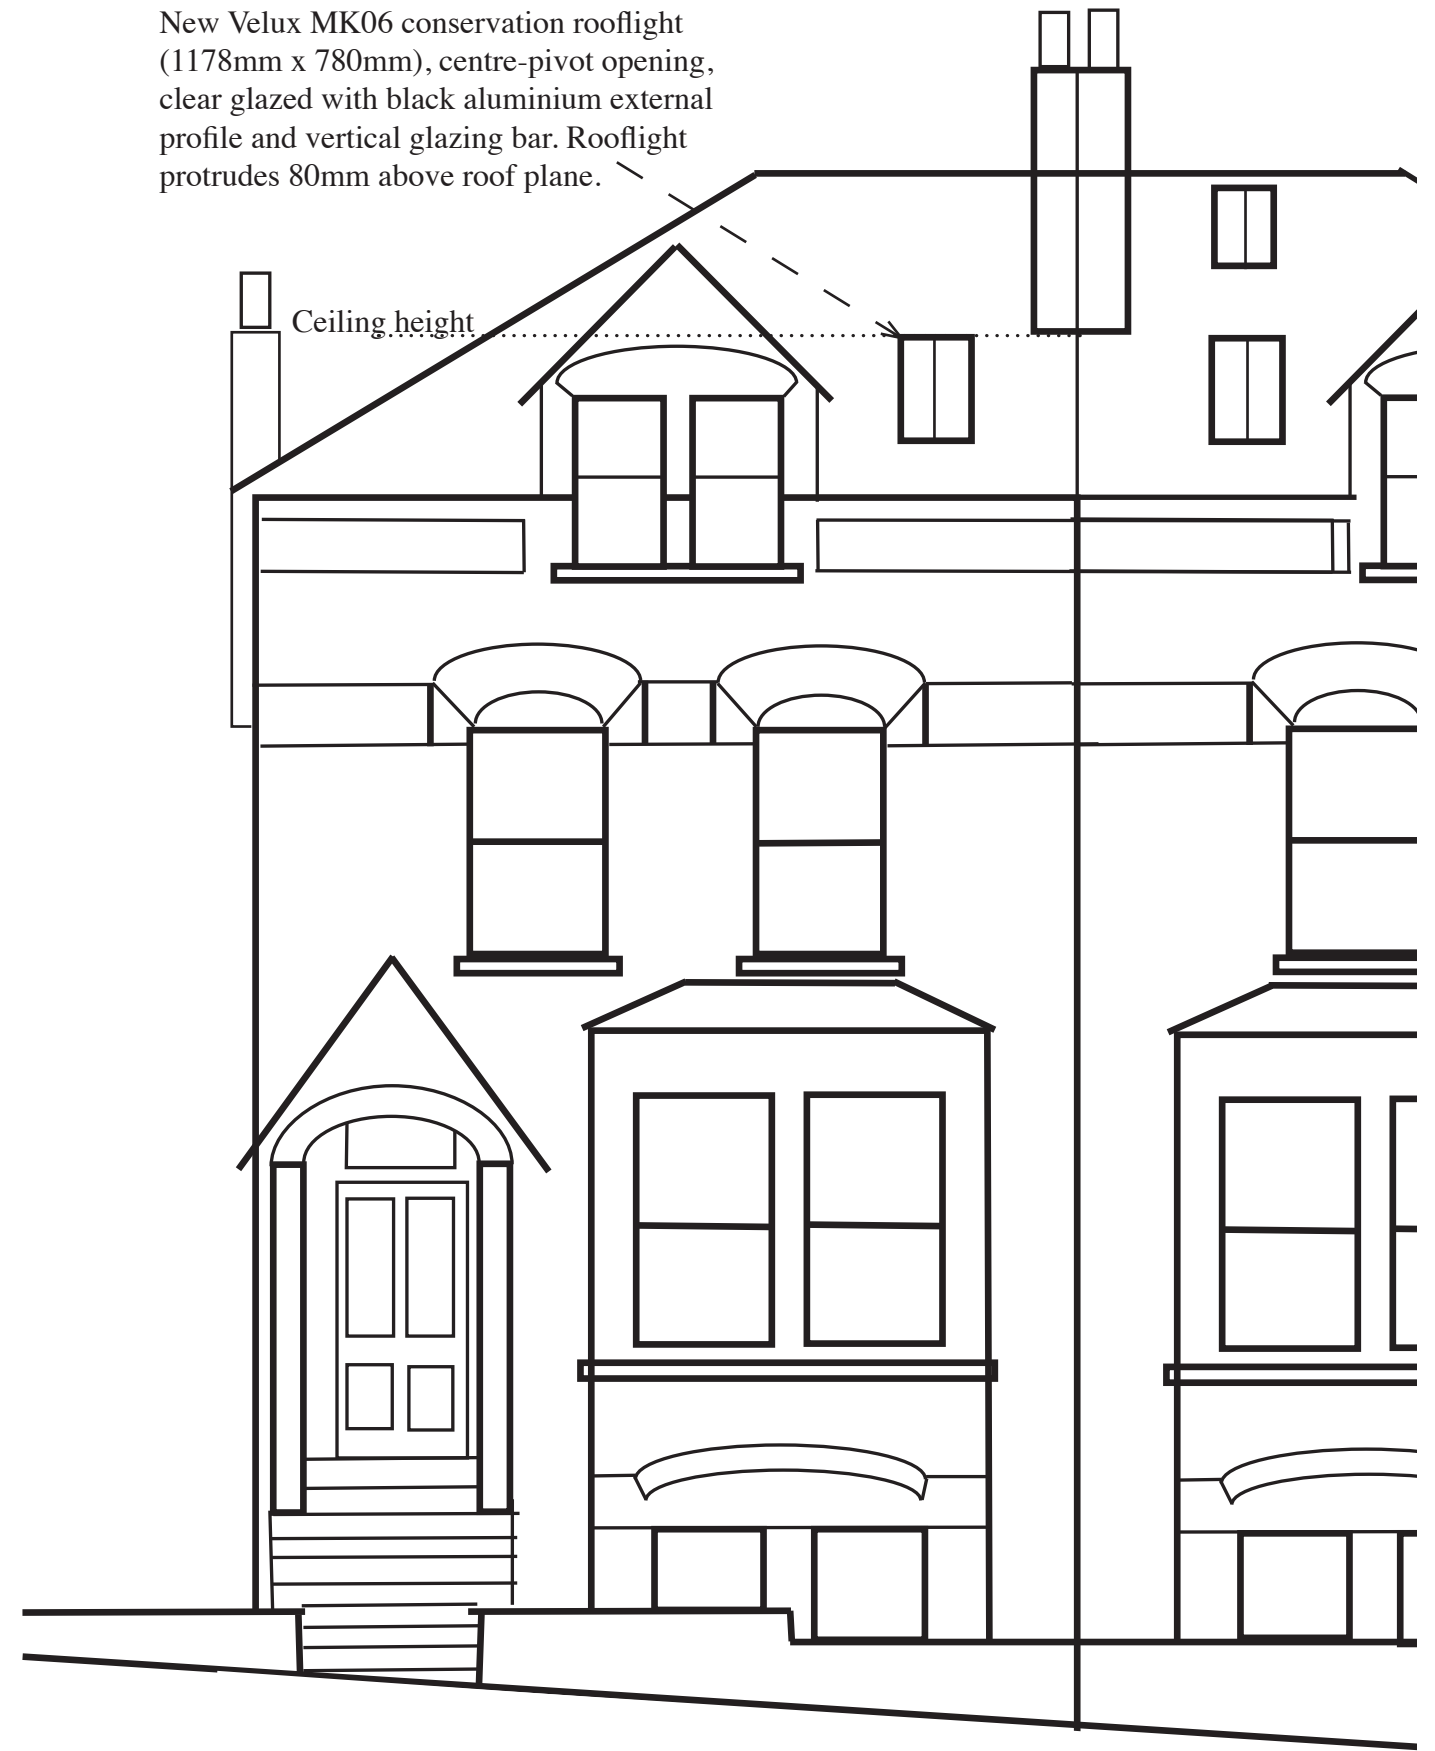 New Velux MK06 conservation rooflight
(1178mm x 780mm), centre-pivot opening,
clear glazed with black aluminium external
profile and vertical glazing bar. Rooflight
protrudes 80mm above roof plane.
Ceiling height